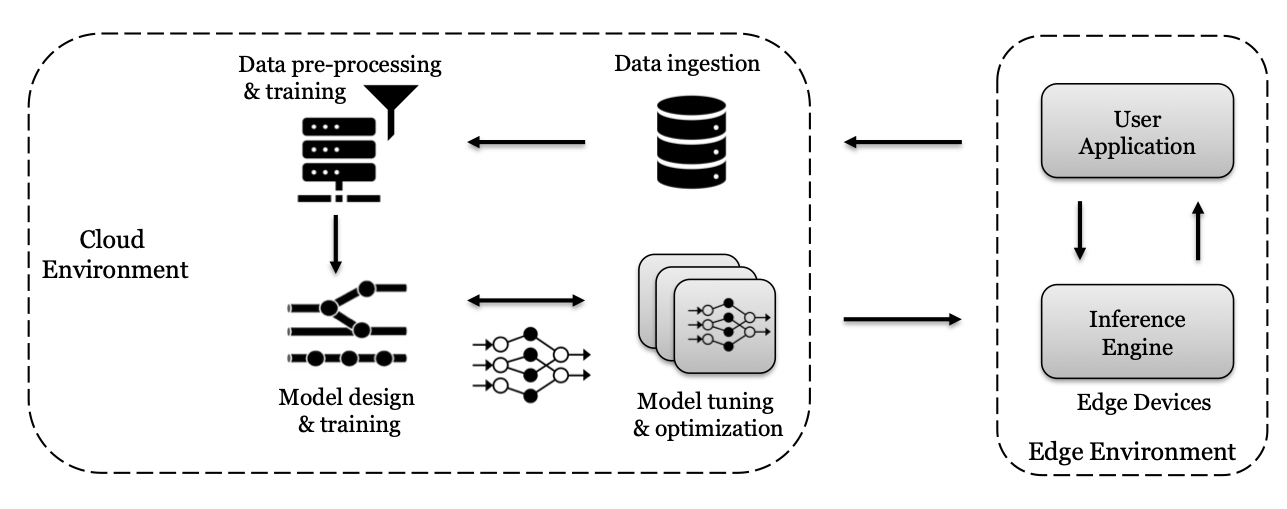 Data pre-processing
& training
Data ingestion
Cloud
Environment
Model design
& training
Model tuning
& optimization
User
Application
Inference
Engine
Edge Devices
Edge Environment